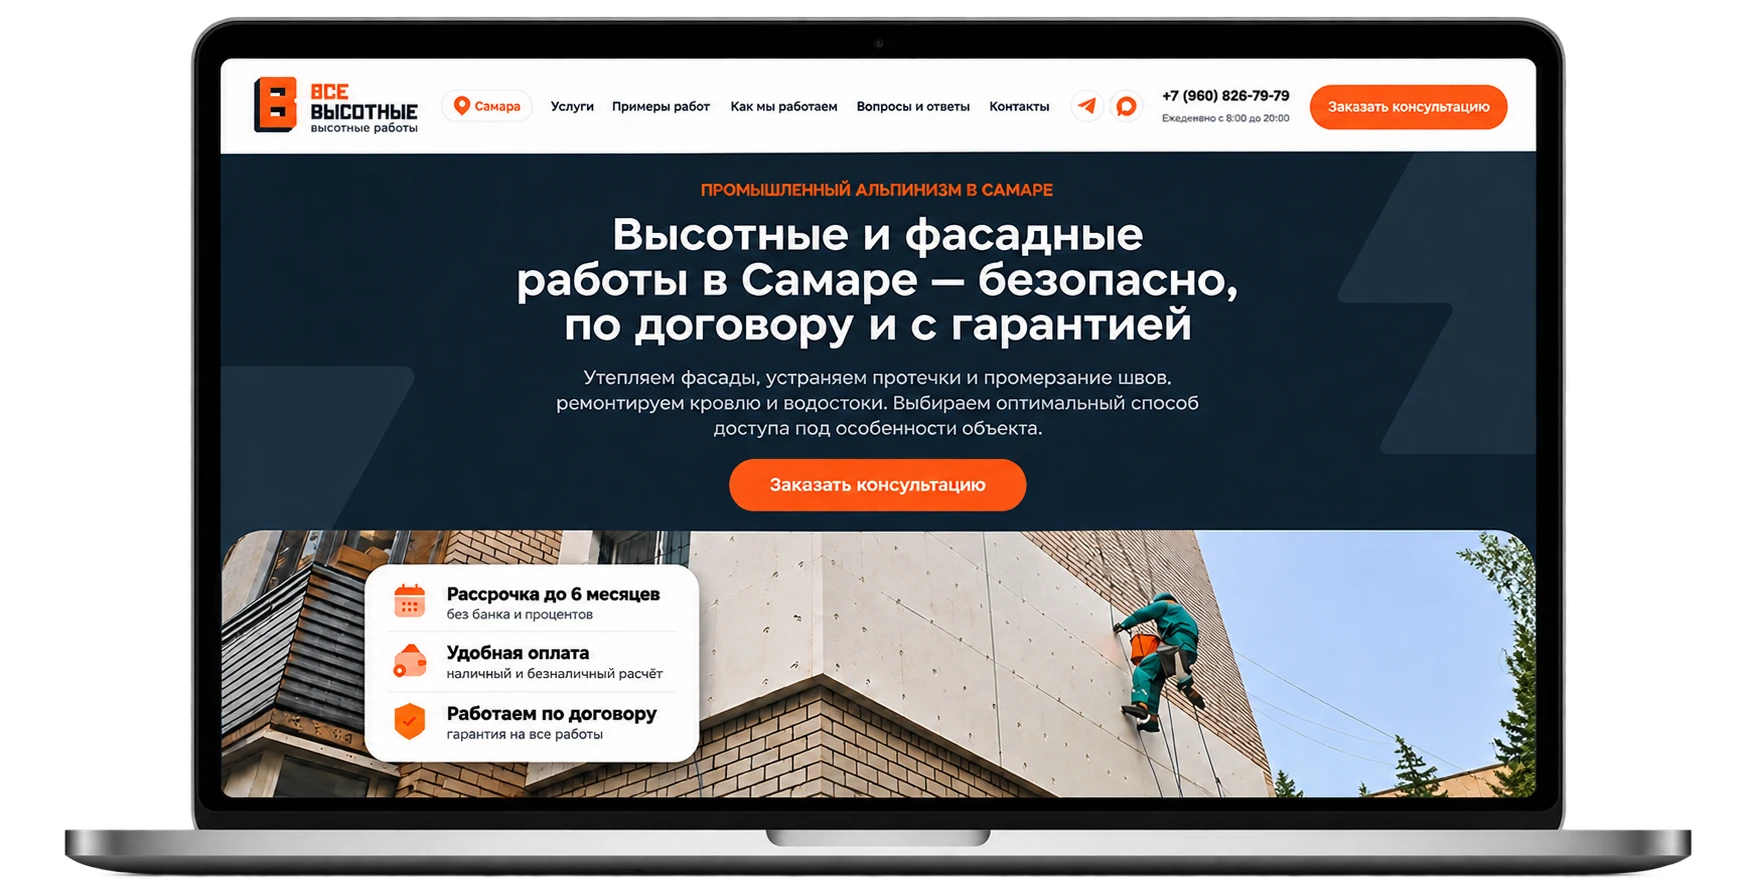 ВСЕ
ВЫСОТНЫЕ
высотные работы
Самара
Услуги
Примеры работ
Как мы работаем
Вопросы и ответы
Контакты
+7 (960) 826-79-79
Ежедневно с 8:00 до 20:00
Заказать консультацию
ПРОМЫШЛЕННЫЙ АЛЬПИНИЗМ В САМАРЕ
Высотные и фасадные
работы в Самаре — безопасно,
по договору и с гарантией
Утепляем фасады, устраняем протечки и промерзание швов.
ремонтируем кровлю и водостоки. Выбираем оптимальный способ
доступа под особенности объекта.
Заказать консультацию
Рассрочка до 6 месяцев
без банка и процентов
Удобная оплата
наличный и безналичный расчёт
Работаем по договору
гарантия на все работы